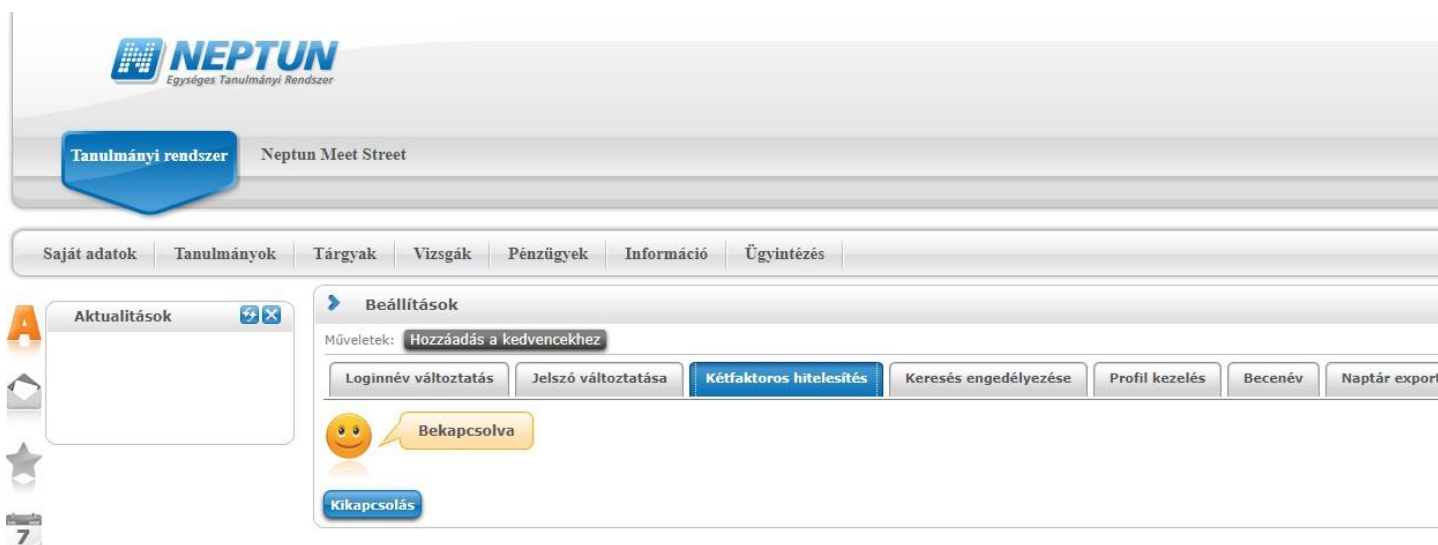 NEPTUN
Egységes Tanulmányi Rendszer
Tanulmányi rendszer Neptun Meet Street
Saját adatok Tanulmányok Tárgyak Vizsgák Pénzügyek Információ Ügyintézés
Aktualitások
Beállítások
Műveletek: Hozzáadás a kedvencekhez
Loginnév változtatás Jelszó változtatása Kétfaktoros hitelesítés Keresés engedélyezése Profil kezelés Becenév Naptár export
Bekapcsolva
Kikapcsolás
7